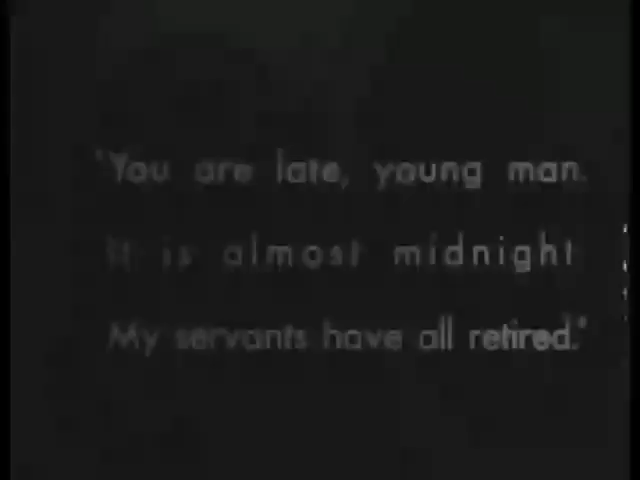 "You are late, young man.
It is almost midnight
My servants have all retired."